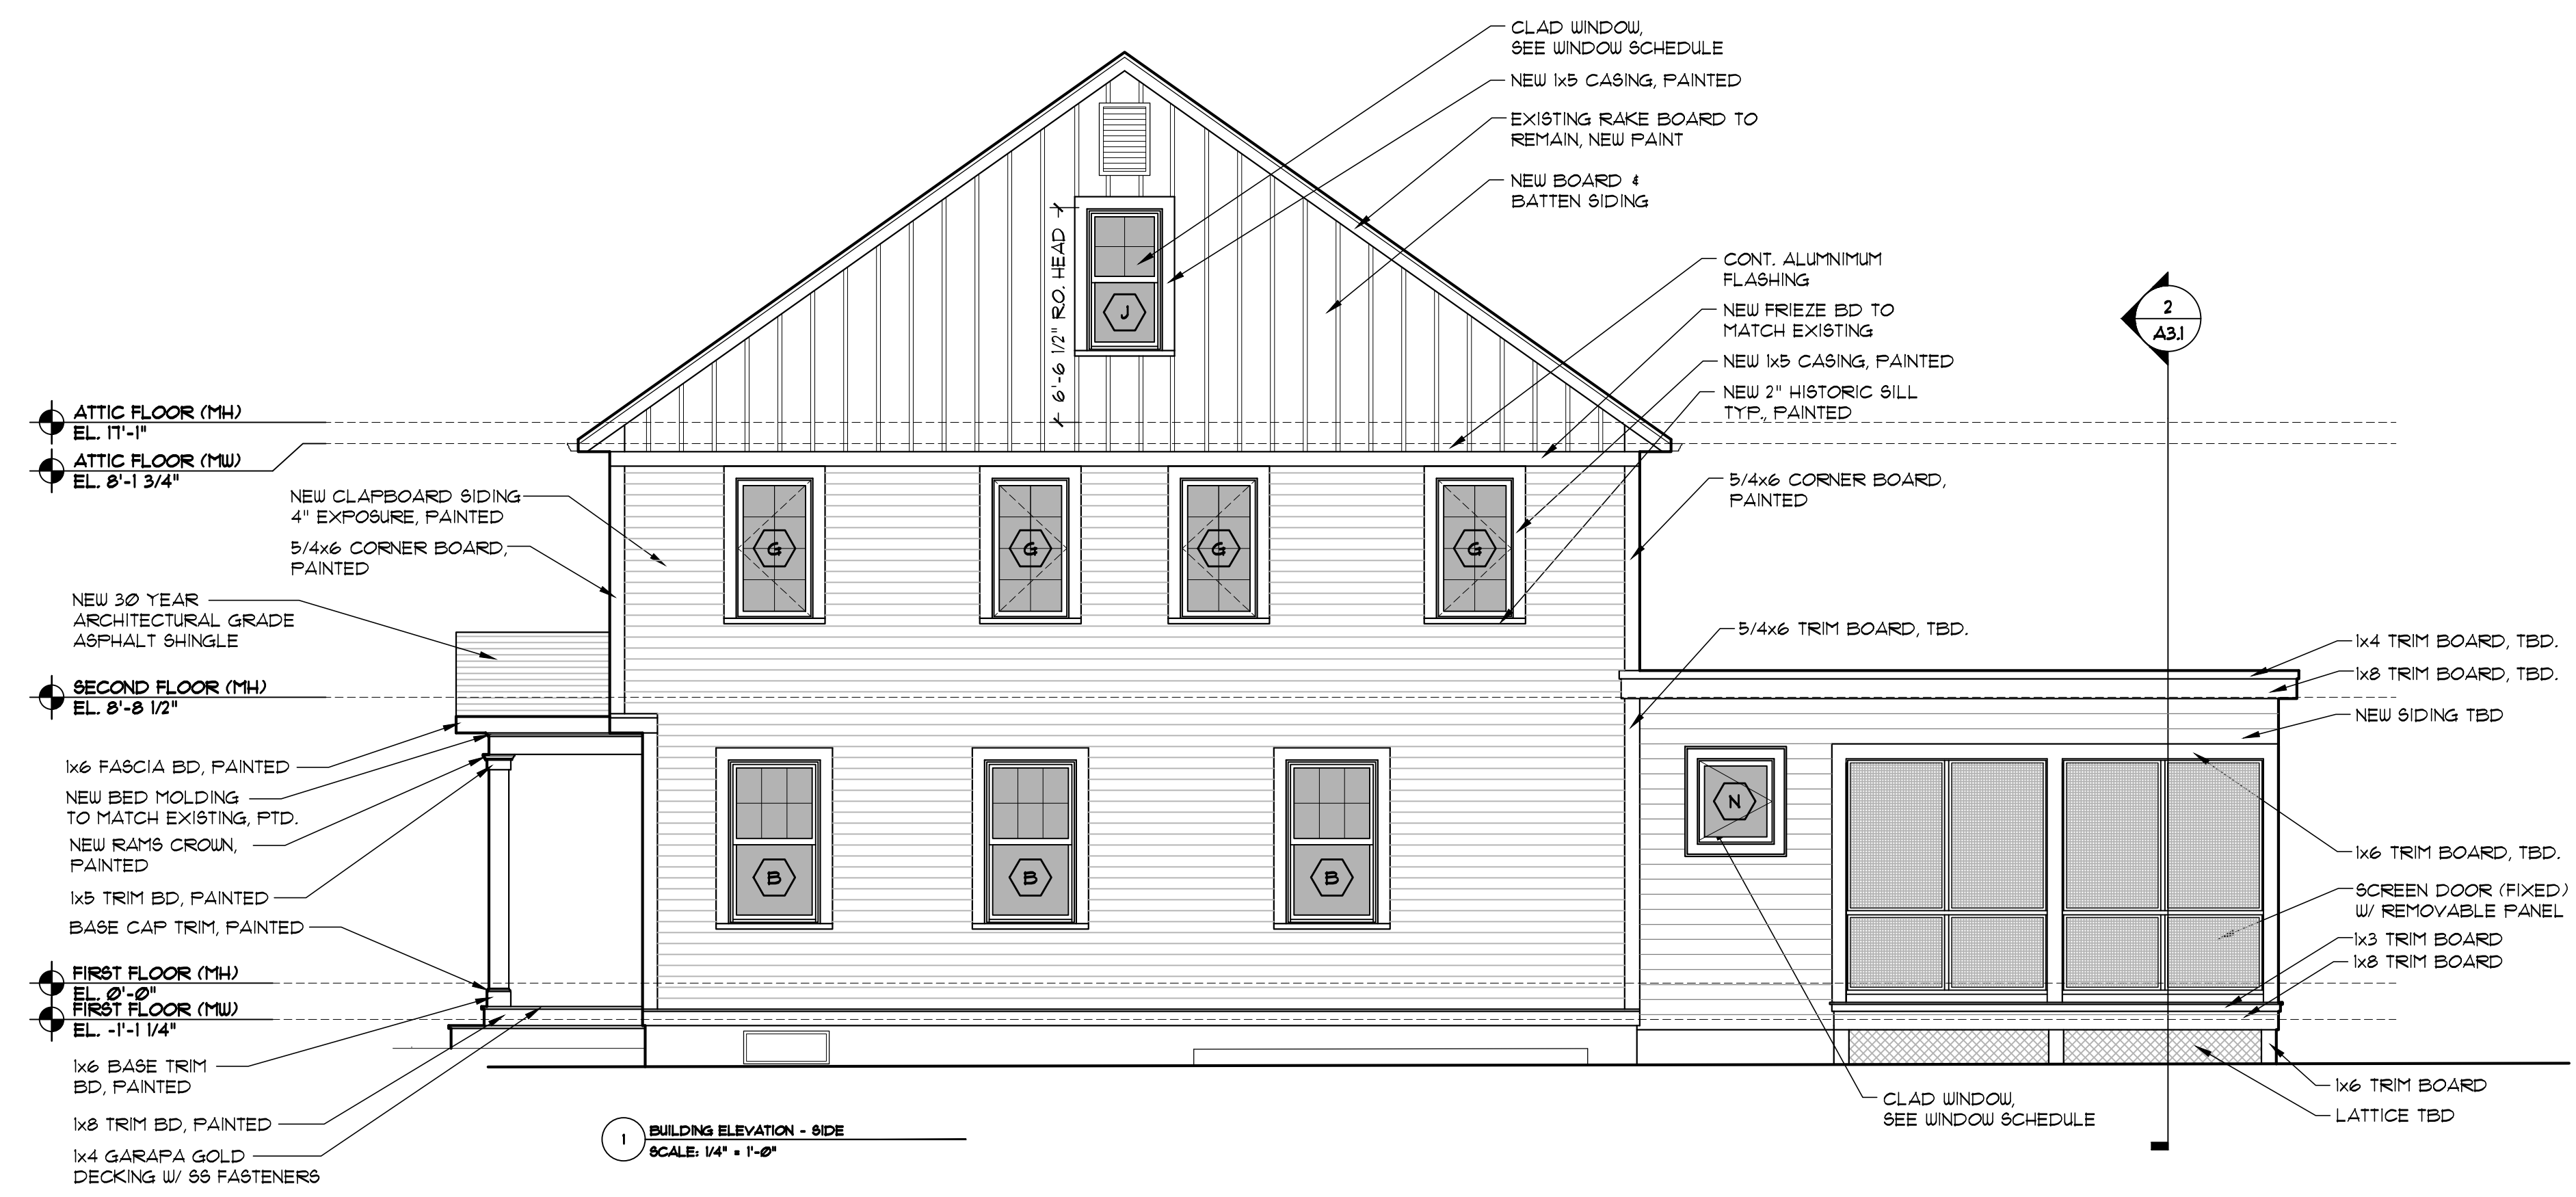 CLAD WINDOW,
SEE WINDOW SCHEDULE
NEW 1x5 CASING, PAINTED
EXISTING RAKE BOARD TO
REMAIN, NEW PAINT
NEW BOARD &
BATTEN SIDING
6'-6 1/2" R.O. HEAD
J
CONT. ALUMNIMUM
FLASHING
NEW FRIEZE BD TO
MATCH EXISTING
NEW 1x5 CASING, PAINTED
NEW 2" HISTORIC SILL
TYP., PAINTED
2
A3.1
ATTIC FLOOR (MH)
EL. 17'-1"
ATTIC FLOOR (MW)
EL. 8'-1 3/4"
NEW CLAPBOARD SIDING
4" EXPOSURE, PAINTED
5/4x6 CORNER BOARD,
PAINTED
G
G
G
G
5/4x6 CORNER BOARD,
PAINTED
NEW 30 YEAR
ARCHITECTURAL GRADE
ASPHALT SHINGLE
5/4x6 TRIM BOARD, TBD.
1x4 TRIM BOARD, TBD.
1x8 TRIM BOARD, TBD.
NEW SIDING TBD
SECOND FLOOR (MH)
EL. 8'-8 1/2"
1x6 FASCIA BD, PAINTED
NEW BED MOLDING
TO MATCH EXISTING, PTD.
NEW RAMS CROWN,
PAINTED
1x5 TRIM BD, PAINTED
BASE CAP TRIM, PAINTED
B
B
B
N
1x6 TRIM BOARD, TBD.
SCREEN DOOR (FIXED)
W/ REMOVABLE PANEL
1x3 TRIM BOARD
1x8 TRIM BOARD
FIRST FLOOR (MH)
EL. 0'-0"
FIRST FLOOR (MW)
EL. -1'-1 1/4"
1x6 BASE TRIM
BD, PAINTED
1x8 TRIM BD, PAINTED
1x4 GARAPA GOLD
DECKING W/ SS FASTENERS
CLAD WINDOW,
SEE WINDOW SCHEDULE
1x6 TRIM BOARD
LATTICE TBD
1
BUILDING ELEVATION - SIDE
SCALE: 1/4" = 1'-0"